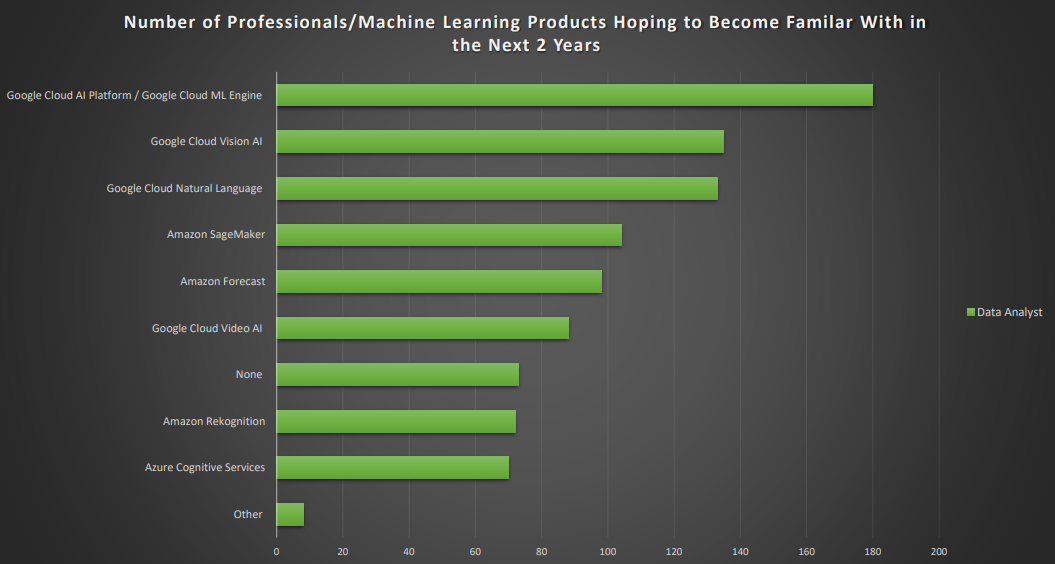 Number of Professionals/Machine Learning Products Hoping to Become Familar With in
the Next 2 Years
Google Cloud AI Platform / Google Cloud ML Engine
Google Cloud Vision AI
Google Cloud Natural Language
Amazon SageMaker
Amazon Forecast
Google Cloud Video AI
None
Amazon Rekognition
Azure Cognitive Services
Other
0 20 40 60 80 100 120 140 160 180 200
Data Analyst